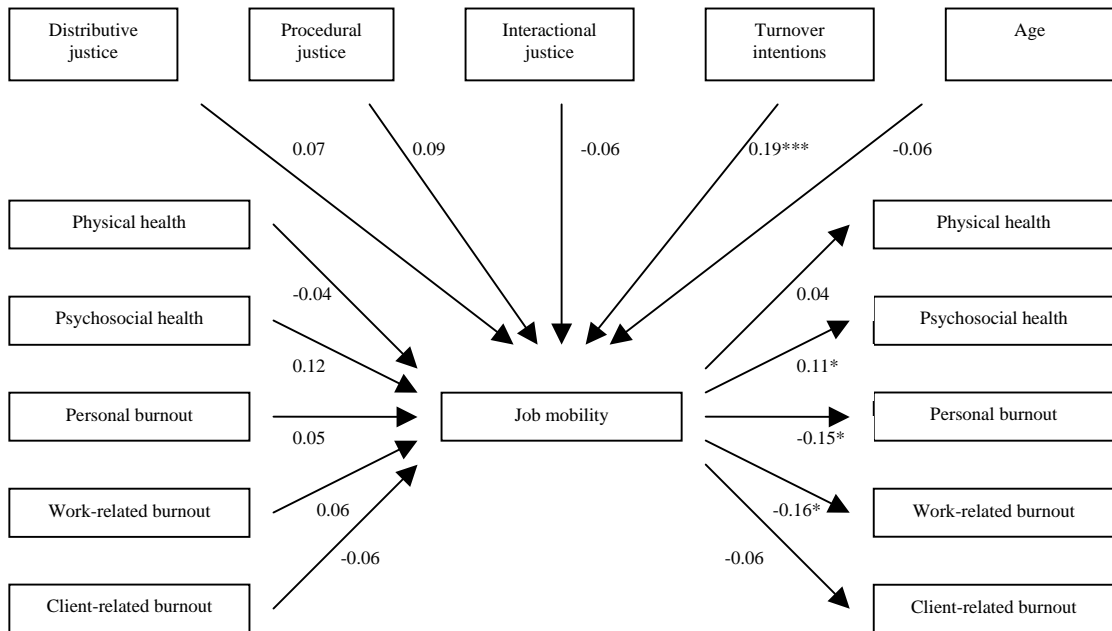 Distributive
justice
Procedural
justice
Interactional
justice
Turnover
intentions
Age
0.07
0.09
-0.06
0.19***
-0.06
Physical health
Physical health
-0.04
0.04
Psychosocial health
Psychosocial health
0.12
0.11*
Personal burnout
Job mobility
Personal burnout
0.05
-0.15*
Work-related burnout
0.06
-0.16*
Work-related burnout
-0.06
-0.06
Client-related burnout
Client-related burnout